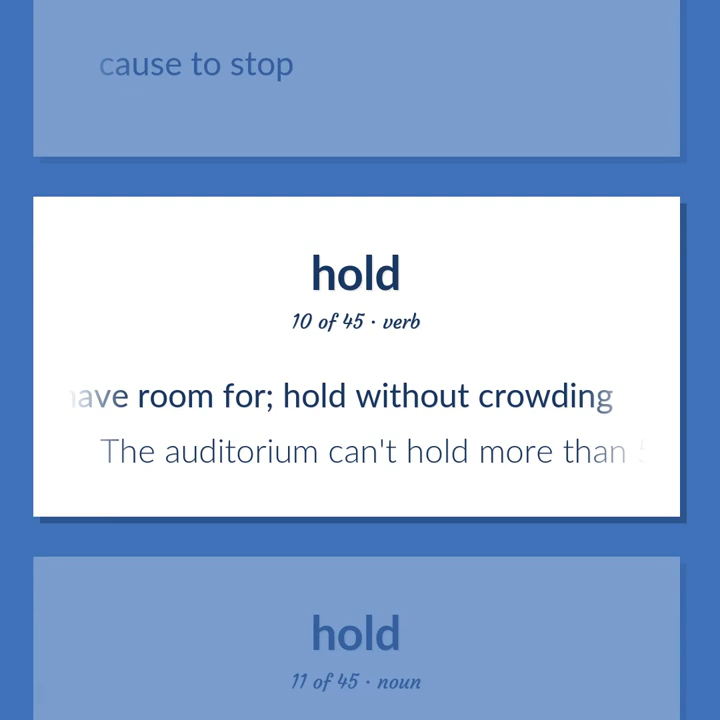 cause to stop
hold
10 of 45 · verb
have room for; hold without crowding
The auditorium can't hold more than
hold
11 of 45 · noun